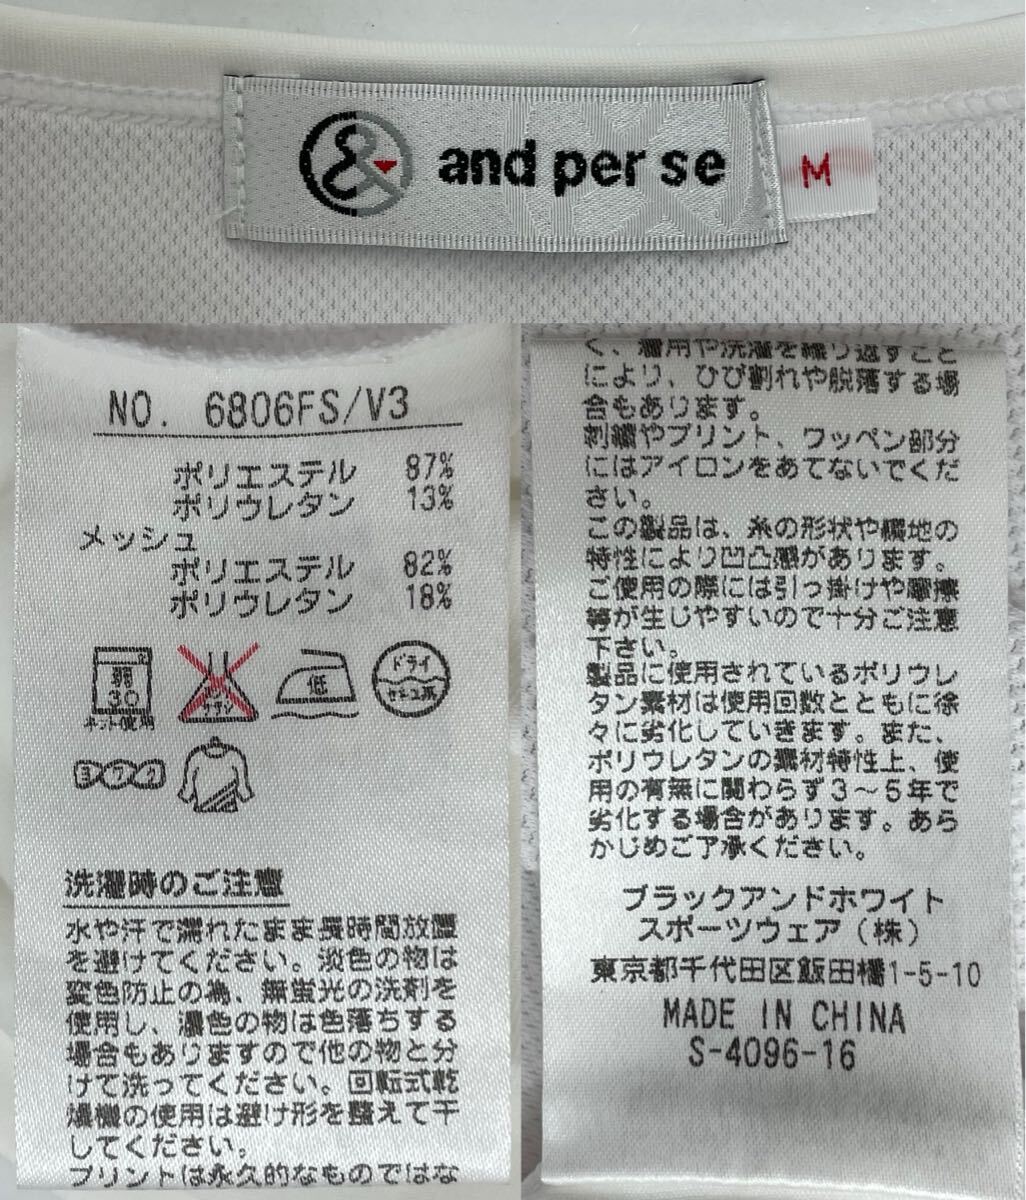 and per se
M
NO. 6806FS/V3
ポリエステル 87%
ポリウレタン 13%
メッシュ
ポリエステル 82%
ポリウレタン 18%
弱
30
ネット使用
低
ドライ
セキユ系
洗濯時のご注意
水や汗で濡れたまま長時間放置
を避けてください。淡色の物は
変色防止の為、無蛍光の洗剤を
使用し、濃色の物は色落ちする
場合もありますので他の物と分
けて洗ってください。回転式乾
燥機の使用は避け形を整えて干
してください。
プリントは永久的なものではな
く、着用や洗濯を繰り返すこと
により、ひび割れや脱落する場
合もあります。
刺繍やプリント、ワッペン部分
にはアイロンをあてないでくだ
さい。
この製品は、糸の形状や編地の
特性により凹凸感があります。
ご使用の際には引っ掛けや摩擦
等が生じやすいので十分ご注意
下さい。
製品に使用されているポリウレ
タン素材は使用回数とともに徐
々に劣化していきます。また、
ポリウレタンの素材特性上、使
用の有無に関わらず3〜5年で
劣化する場合があります。あら
かじめご了承ください。
ブラックアンドホワイト
スポーツウェア(株)
東京都千代田区飯田橋1-5-10
MADE IN CHINA
S-4096-16